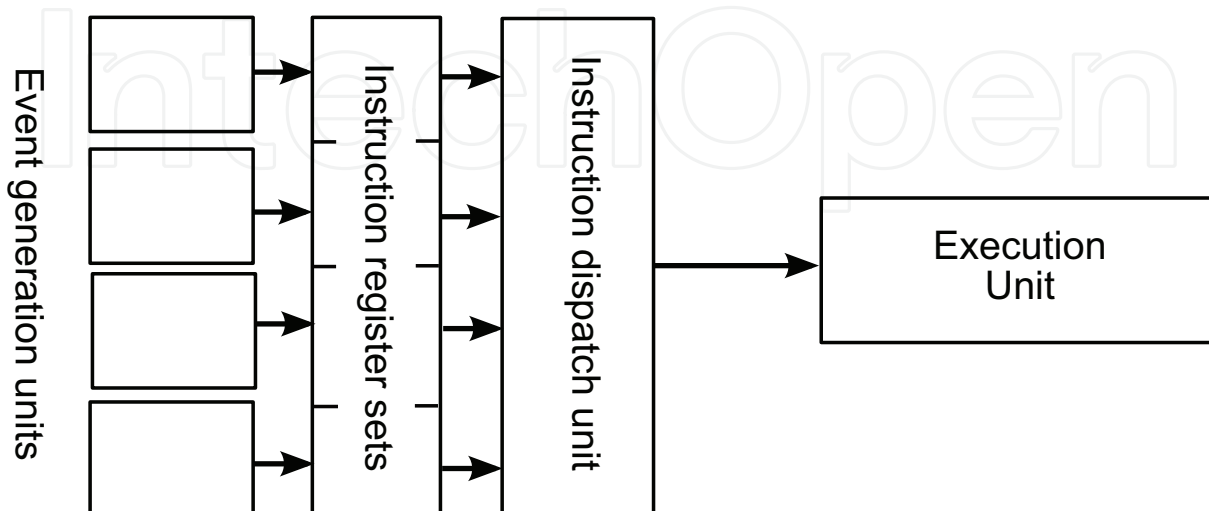 IntechOpen
Event generation units
Instruction register sets
Instruction dispatch unit
Execution
Unit